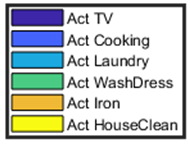 Act TV
Act Cooking
Act Laundry
Act WashDress
Act Iron
Act HouseClean